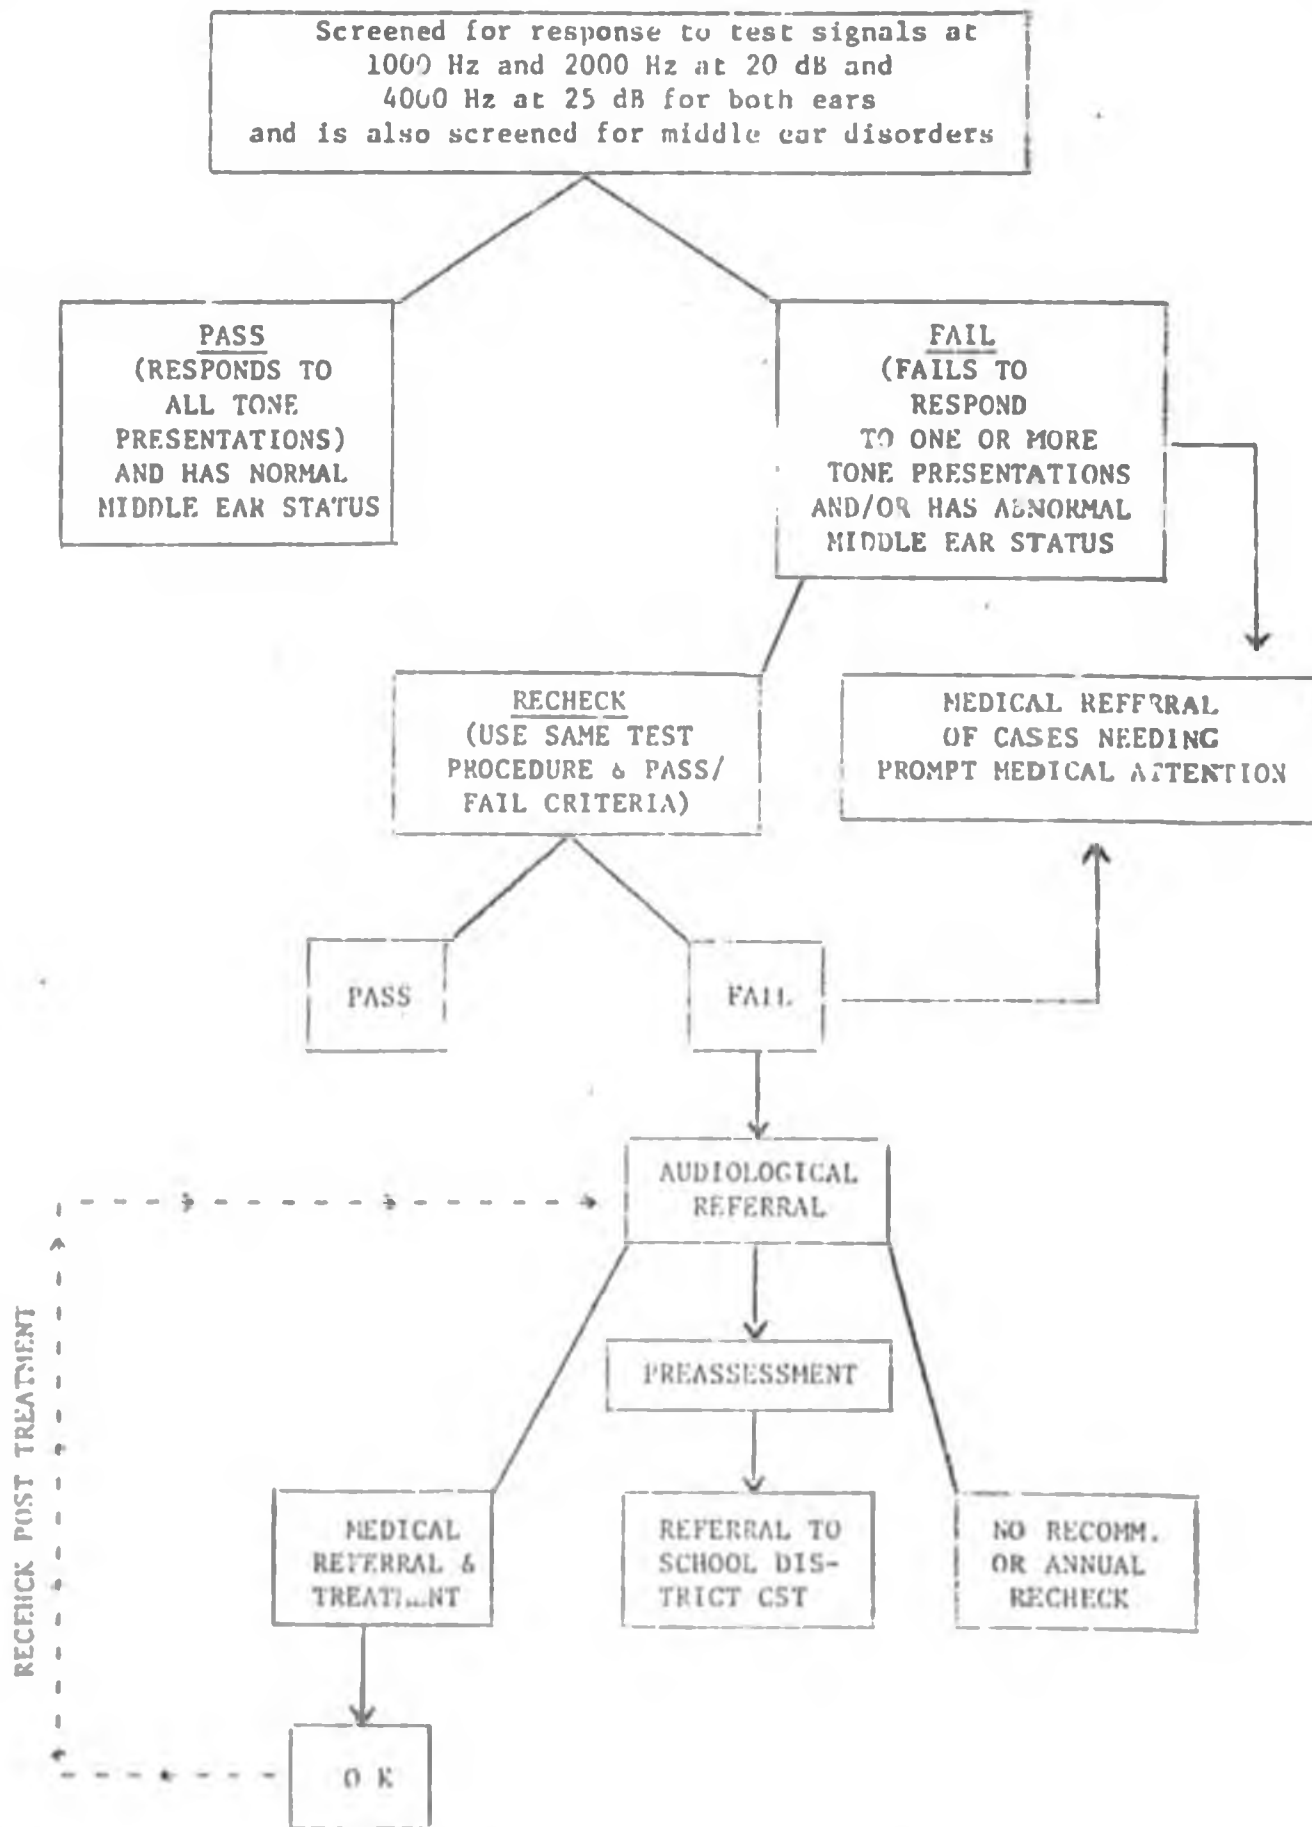 Screened for response to test signals at
1000 Hz and 2000 Hz at 20 dB and
4000 Hz at 25 dB for both ears
and is also screened for middle ear disorders
PASS
(RESPONDS TO
ALL TONE
PRESENTATIONS)
AND HAS NORMAL
MIDDLE EAR STATUS
FAIL
(FAILS TO
RESPOND
TO ONE OR MORE
TONE PRESENTATIONS
AND/OR HAS ABNORMAL
MIDDLE EAR STATUS
RECHECK
(USE SAME TEST
PROCEDURE & PASS/
FAIL CRITERIA)
MEDICAL REFERRAL
OF CASES NEEDING
PROMPT MEDICAL ATTENTION
PASS
FAIL
AUDIOLOGICAL
REFERRAL
PREASSESSMENT
MEDICAL
REFERRAL &
TREATMENT
REFERRAL TO
SCHOOL DIS-
TRICT CST
NO RECOMM.
OR ANNUAL
RECHECK
O K
RECEHCK POST TREATMENT